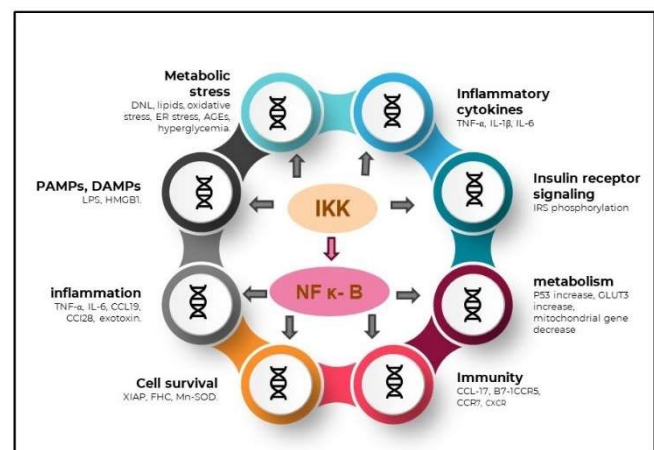 Metabolic
stress
DNL, lipids, oxidative
stress, ER stress, AGEs,
hyperglycemia.
Inflammatory
cytokines
TNF-α, IL-1β, IL-6
PAMPs, DAMPs
LPS, HMGB1.
IKK
Insulin receptor
signaling
IRS phosphorylation
inflammation
TNF-α, IL-6, CCL19,
CCl28, exotoxin.
NF κ- B
metabolism
P53 increase, GLUT3
increase,
mitochondrial gene
decrease
Cell survival
XIAP, FHC, Mn-SOD.
Immunity
CCL-17, B7-1CCR5,
CCR7, CXCR